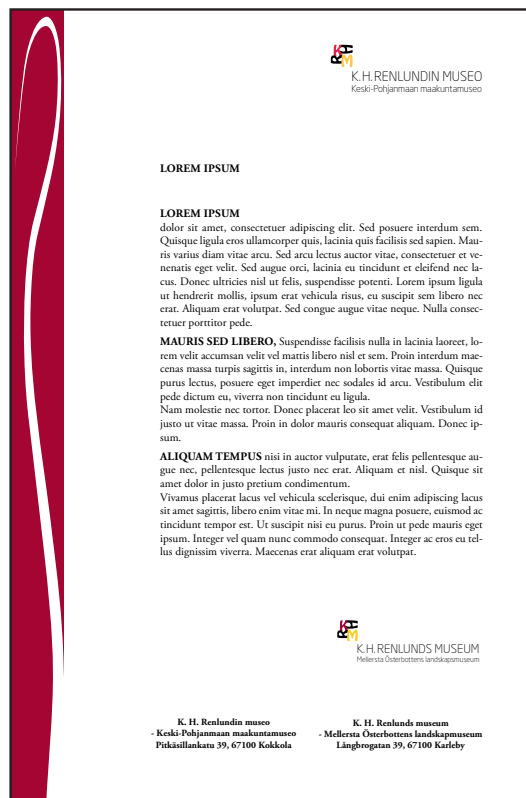 KRHM
K.H.RENLUNDIN MUSEO
Keski-Pohjanmaan maakuntamuseo
LOREM IPSUM
LOREM IPSUM
dolor sit amet, consectetuer adipiscing elit. Sed posuere interdum sem.
Quisque ligula eros ullamcorper quis, lacinia quis facilisis sed sapien. Mau-
ris varius diam vitae arcu. Sed arcu lectus auctor vitae, consectetuer et ve-
nenatis eget velit. Sed augue orci, lacinia eu tincidunt et eleifend nec la-
cus. Donec ultricies nisl ut felis, suspendisse potenti. Lorem ipsum ligula
ut hendrerit mollis, ipsum erat vehicula risus, eu suscipit sem libero nec
erat. Aliquam erat volutpat. Sed congue augue vitae neque. Nulla consec-
tetuer porttitor pede.
MAURIS SED LIBERO, Suspendisse facilisis nulla in lacinia laoreet, lo-
rem velit accumsan velit vel mattis libero nisl et sem. Proin interdum mae-
cenas massa turpis sagittis in, interdum non lobortis vitae massa. Quisque
purus lectus, posuere eget imperdiet nec sodales id arcu. Vestibulum elit
pede dictum eu, viverra non tincidunt eu ligula.
Nam molestie nec tortor. Donec placerat leo sit amet velit. Vestibulum id
justo ut vitae massa. Proin in dolor mauris consequat aliquam. Donec ip-
sum.
ALIQUAM TEMPUS nisi in auctor vulputate, erat felis pellentesque au-
gue nec, pellentesque lectus justo nec erat. Aliquam et nisl. Quisque sit
amet dolor in justo pretium condimentum.
Vivamus placerat lacus vel vehicula scelerisque, dui enim adipiscing lacus
sit amet sagittis, libero enim vitae mi. In neque magna posuere, euismod ac
tincidunt tempor est. Ut suscipit nisi eu purus. Proin ut pede mauris eget
ipsum. Integer vel quam nunc commodo consequat. Integer ac eros eu tel-
lus dignissim viverra. Maecenas erat aliquam erat volutpat.
KRHM
K.H.RENLUNDS MUSEUM
Mellersta Österbottens landskapsmuseum
K. H. Renlundin museo
- Keski-Pohjanmaan maakuntamuseo
Pitkäsillankatu 39, 67100 Kokkola
K. H. Renlunds museum
- Mellersta Österbottens landskapsmuseum
Långbrogatan 39, 67100 Karleby